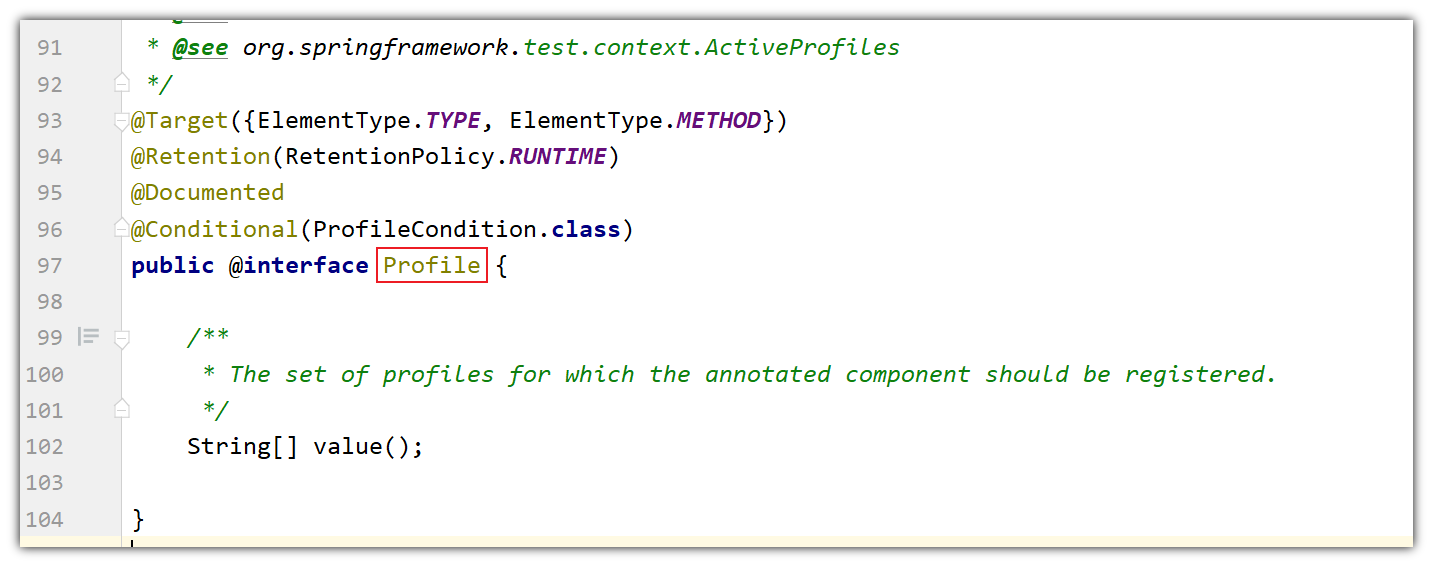 91 * @see org.springframework.test.context.ActiveProfiles
92 */
93 @Target({ElementType.TYPE, ElementType.METHOD})
94 @Retention(RetentionPolicy.RUNTIME)
95 @Documented
96 @Conditional(ProfileCondition.class)
97 public @interface Profile {
98
99 /**
100 * The set of profiles for which the annotated component should be registered.
101 */
102 String[] value();
103
104 }